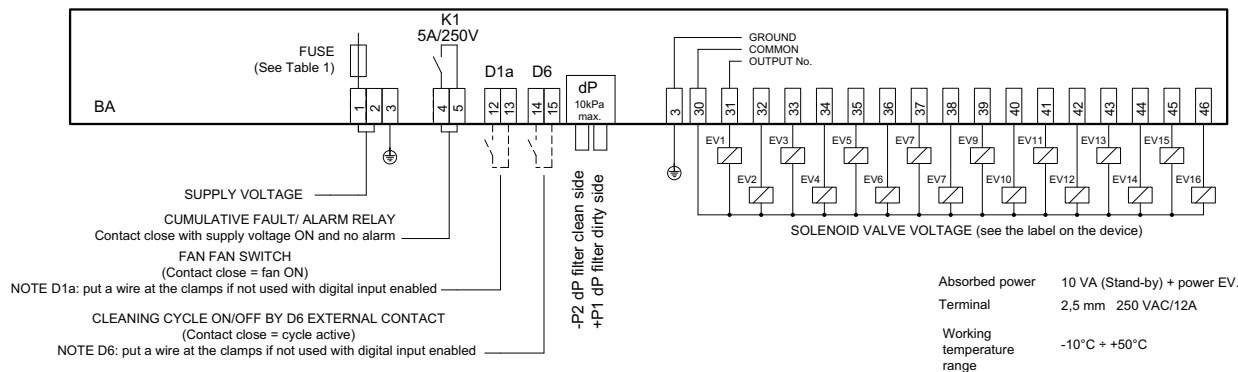 K1
5A/250V
FUSE
(See Table 1)
D1a
D6
dP
10kPa
max.
GROUND
COMMON
OUTPUT No.
BA
1
2
3
4
5
12
13
14
15
3
30
31
32
33
34
35
36
37
38
39
40
41
42
43
44
45
46
EV1
EV3
EV5
EV7
EV9
EV11
EV13
EV15
EV2
EV4
EV6
EV7
EV10
EV12
EV14
EV16
SOLENOID VALVE VOLTAGE (see the label on the device)
SUPPLY VOLTAGE
CUMULATIVE FAULT/ ALARM RELAY
Contact close with supply voltage ON and no alarm
FAN FAN SWITCH
(Contact close = fan ON)
NOTE D1a: put a wire at the clamps if not used with digital input enabled
CLEANING CYCLE ON/OFF BY D6 EXTERNAL CONTACT
(Contact close = cycle active)
NOTE D6: put a wire at the clamps if not used with digital input enabled
-P2 dP filter clean side
+P1 dP filter dirty side
Absorbed power 10 VA (Stand-by) + power EV.
Terminal 2,5 mm 250 VAC/12A
Working
temperature
range
-10°C ÷ +50°C